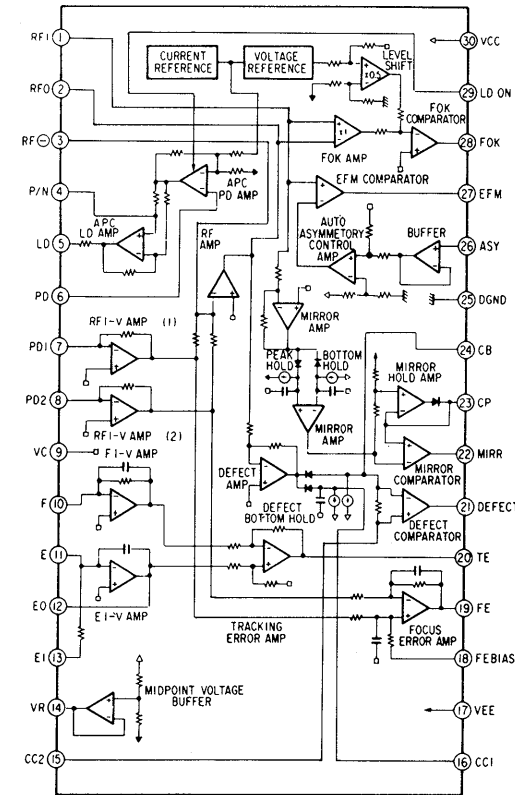 RFI 1
RFO 2
RF⊖ 3
P/N 4
LD 5
PD 6
PD1 7
PD2 8
VC 9
F 10
E 11
EO 12
EI 13
VR 14
CC2 15
30 VCC
29 LD ON
28 FOK
27 EFM
26 ASY
25 DGND
24 CB
23 CP
22 MIRR
21 DEFECT
20 TE
19 FE
18 FEBIAS
17 VEE
16 CC1
CURRENT
REFERENCE
VOLTAGE
REFERENCE
LEVEL
SHIFT
×0.5
FOK
COMPARATOR
×1
FOK AMP
EFM COMPARATOR
APC
PD AMP
APC
LD AMP
RF
AMP
AUTO
ASYMMETORY
CONTROL
AMP
BUFFER
RF I-V AMP (1)
RF I-V AMP (2)
MIRROR
AMP
PEAK
HOLD
BOTTOM
HOLD
MIRROR
HOLD AMP
MIRROR
AMP
MIRROR
COMPARATOR
F I-V AMP
DEFECT
AMP
DEFECT
BOTTOM HOLD
DEFECT
COMPARATOR
E I-V AMP
TRACKING
ERROR AMP
FOCUS
ERROR AMP
MIDPOINT VOLTAGE
BUFFER